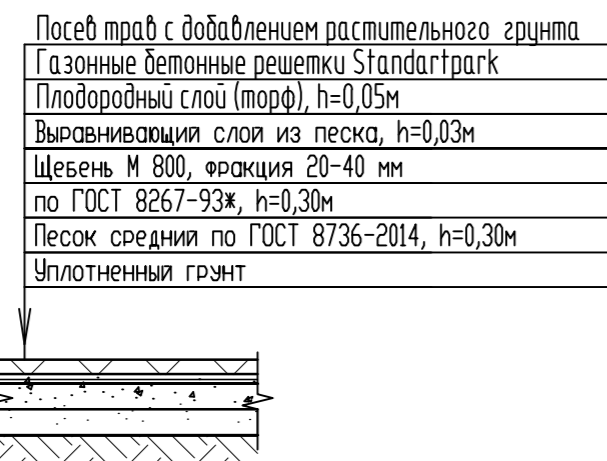 Посев трав с добавлением растительного грунта
Газонные бетонные решетки Standartpark
Плодородный слой (торф), h=0,05м
Выравнивающий слой из песка, h=0,03м
Щебень М 800, фракция 20-40 мм
по ГОСТ 8267-93*, h=0,30м
Песок средний по ГОСТ 8736-2014, h=0,30м
Уплотненный грунт